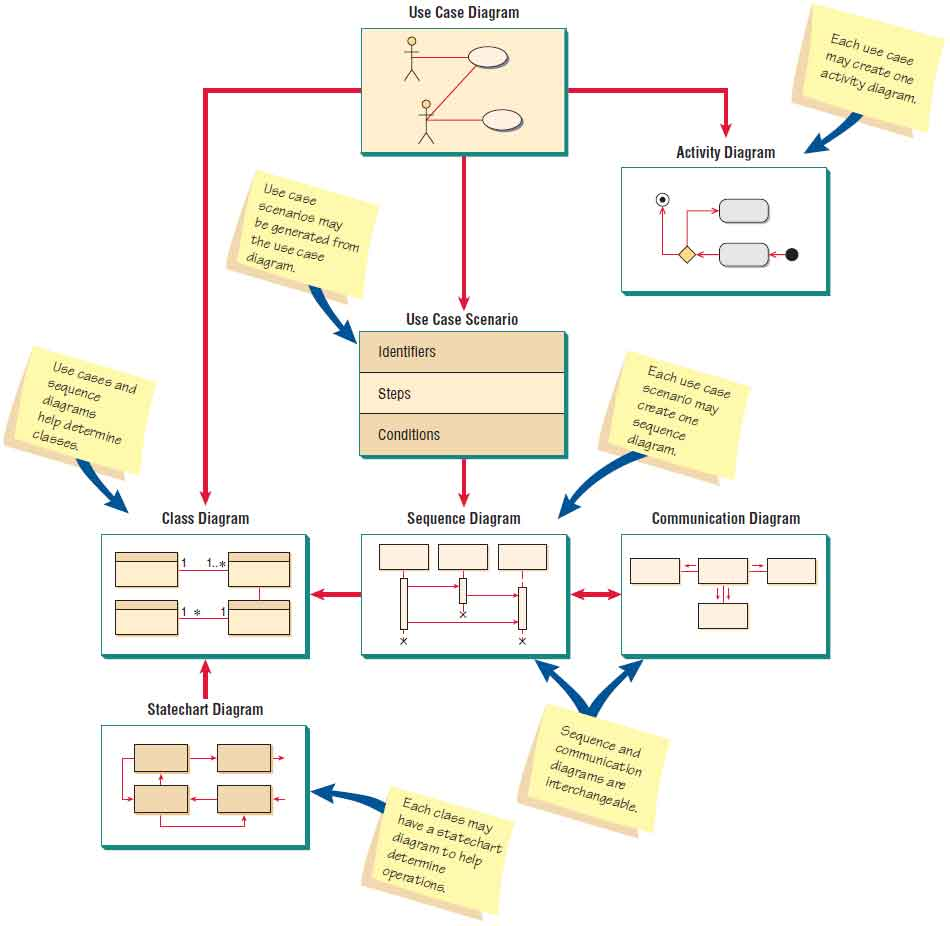 Use Case Diagram
Each use case
may create one
activity diagram.
Activity Diagram
Use case
scenarios may
be generated from
the use case
diagram.
Use Case Scenario
Identifiers
Steps
Conditions
Use cases and
sequence
diagrams
help determine
classes.
Each use case
scenario may
create one
sequence
diagram.
Class Diagram
1 1..*
1 * 1
Sequence Diagram
Communication Diagram
Statechart Diagram
Sequence and
communication
diagrams are
interchangeable.
Each class may
have a statechart
diagram to help
determine
operations.